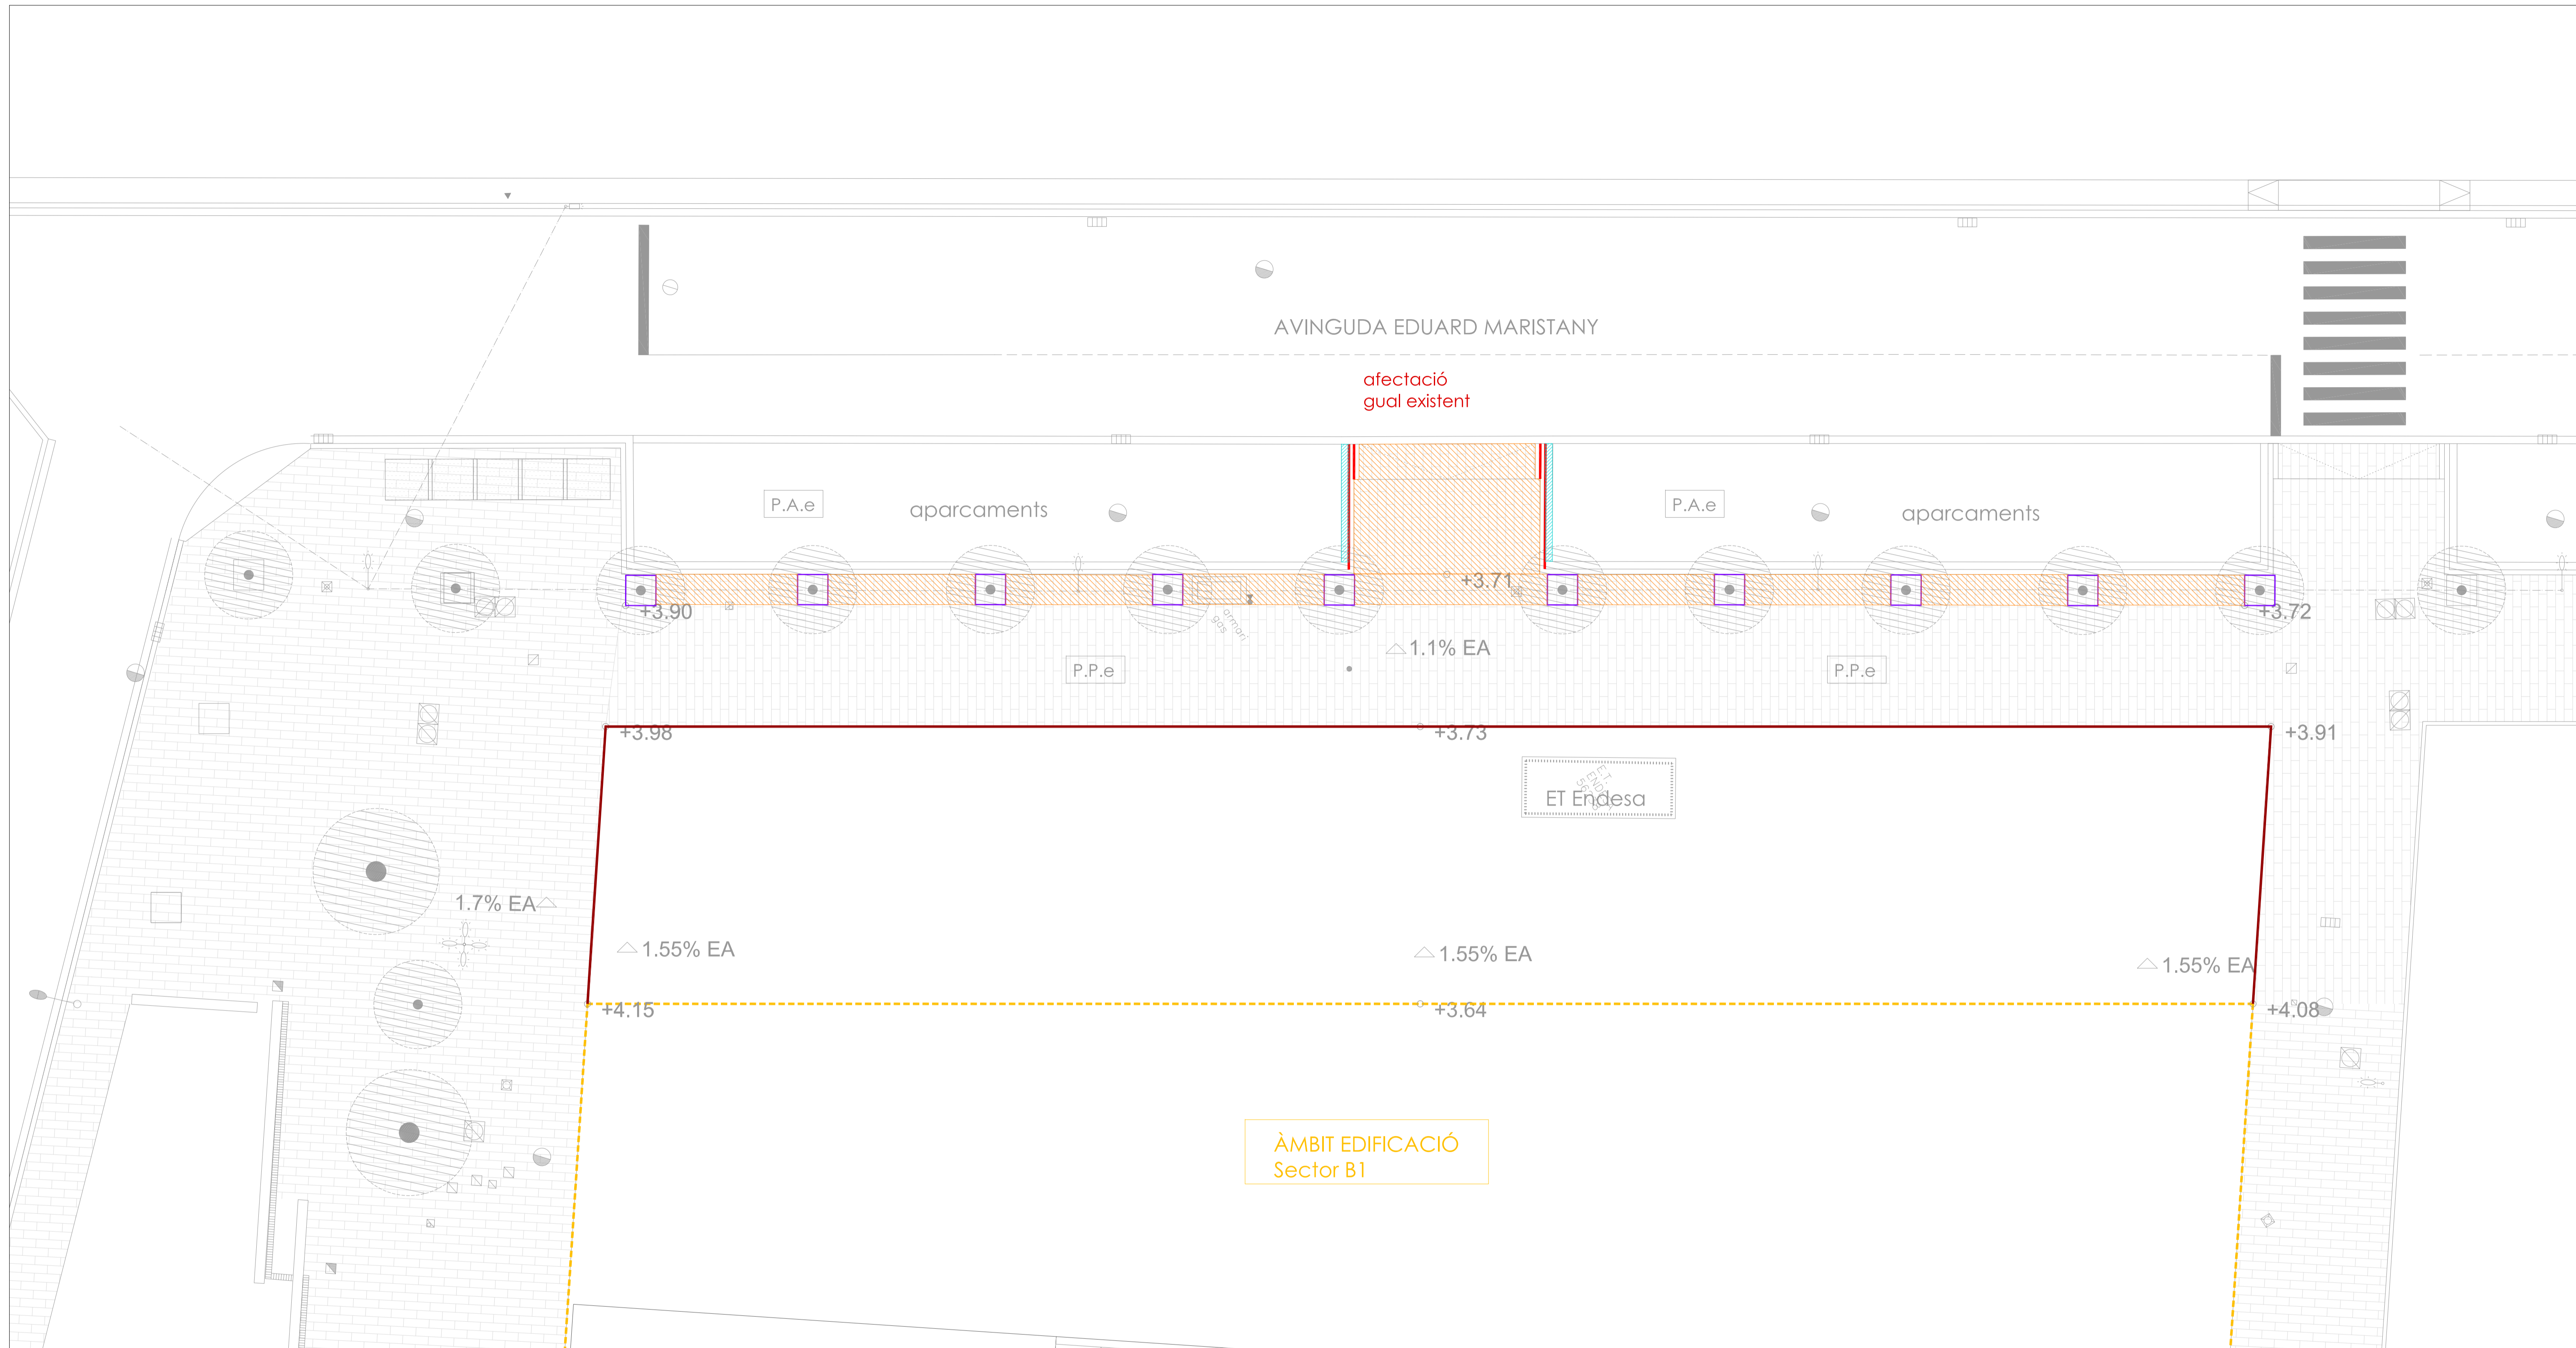 AVINGUDA EDUARD MARISTANY
afectació
gual existent
P.A.e
aparcaments
P.A.e
aparcaments
+3.71
+3.90
+3.72
armari
gas
1.1% EA
P.P.e
P.P.e
+3.98
+3.73
+3.91
E.T.
ET Endesa
1.7% EA
1.55% EA
1.55% EA
1.55% EA
+4.15
+3.64
+4.08
ÀMBIT EDIFICACIÓ
Sector B1